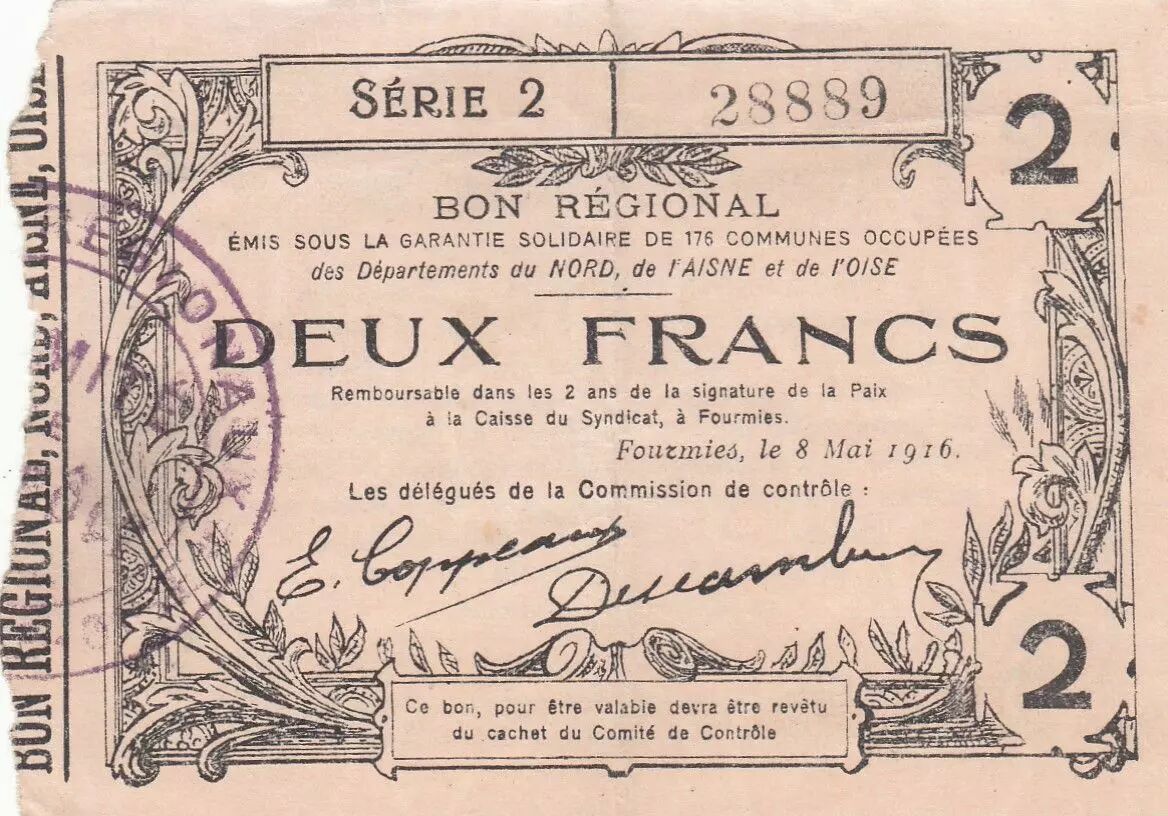 SÉRIE 2
28889
2
BON RÉGIONAL
ÉMIS SOUS LA GARANTIE SOLIDAIRE DE 176 COMMUNES OCCUPÉES
des Départements du NORD, de l'AISNE et de l'OISE
DEUX FRANCS
Remboursable dans les 2 ans de la signature de la Paix
à la Caisse du Syndicat, à Fourmies.
Fourmies, le 8 Mai 1916.
Les délégués de la Commission de contrôle :
E. Coppeaux
2
Ce bon, pour être valable devra être revêtu
du cachet du Comité de Contrôle
BON REGIONAL, NORD, AISNE, OISE